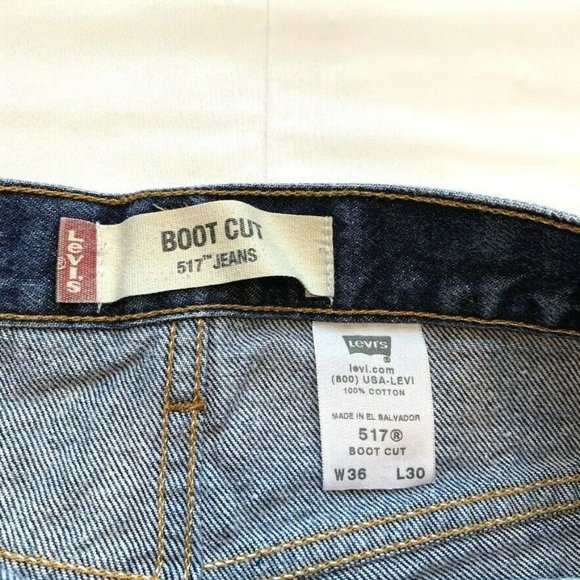 Levi's
®
BOOT CUT
517™ JEANS
Levi's
®
levi.com
(800) USA-LEVI
100% COTTON
MADE IN EL SALVADOR
517®
BOOT CUT
W36 L30